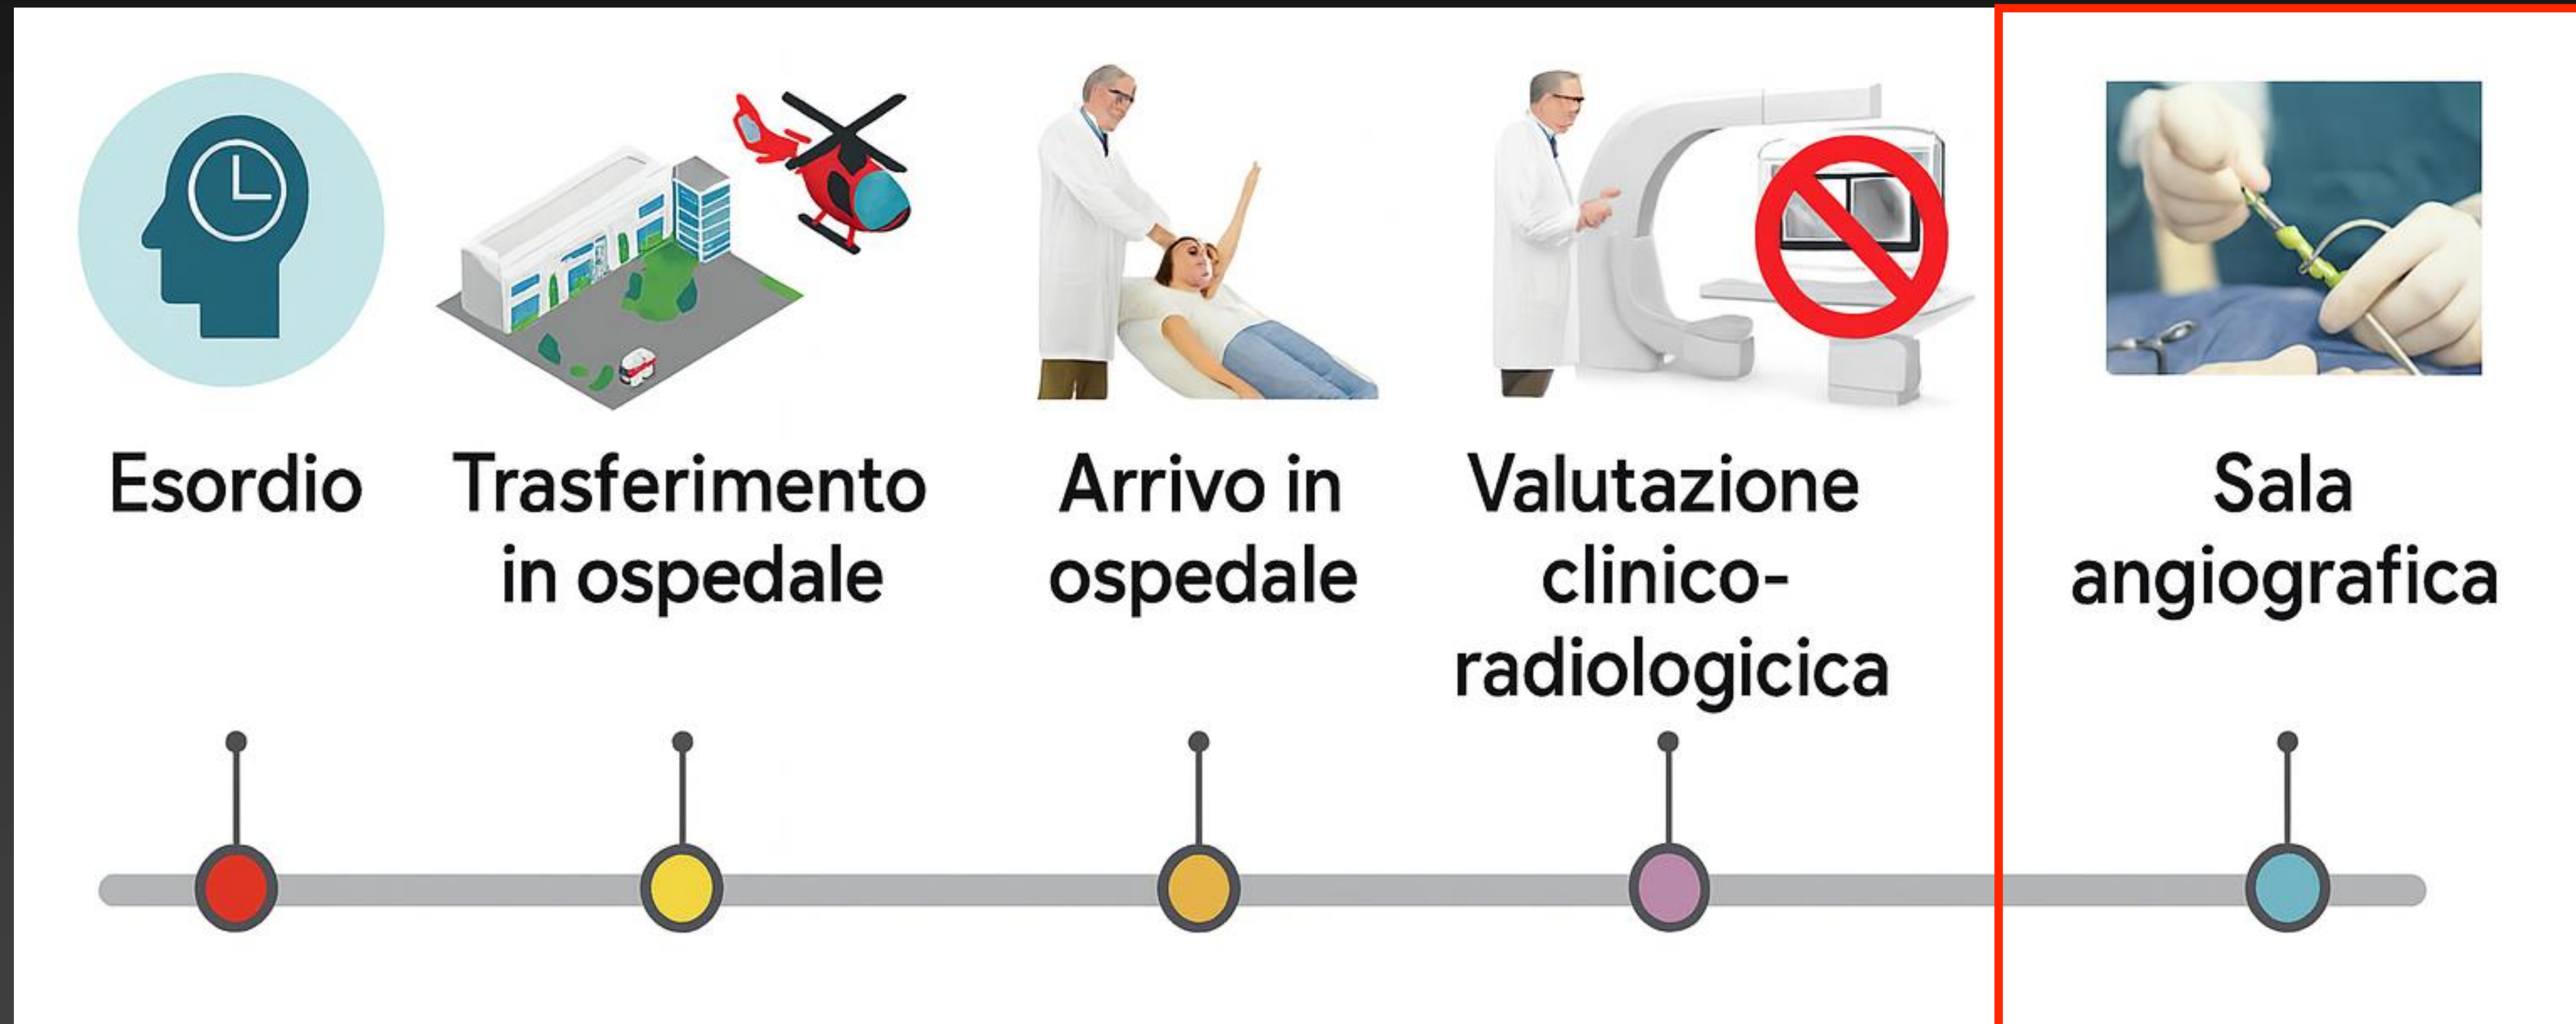 Esordio
Trasferimento
in ospedale
Arrivo in
ospedale
Valutazione
clinico-
radiologicica
Sala
angiografica